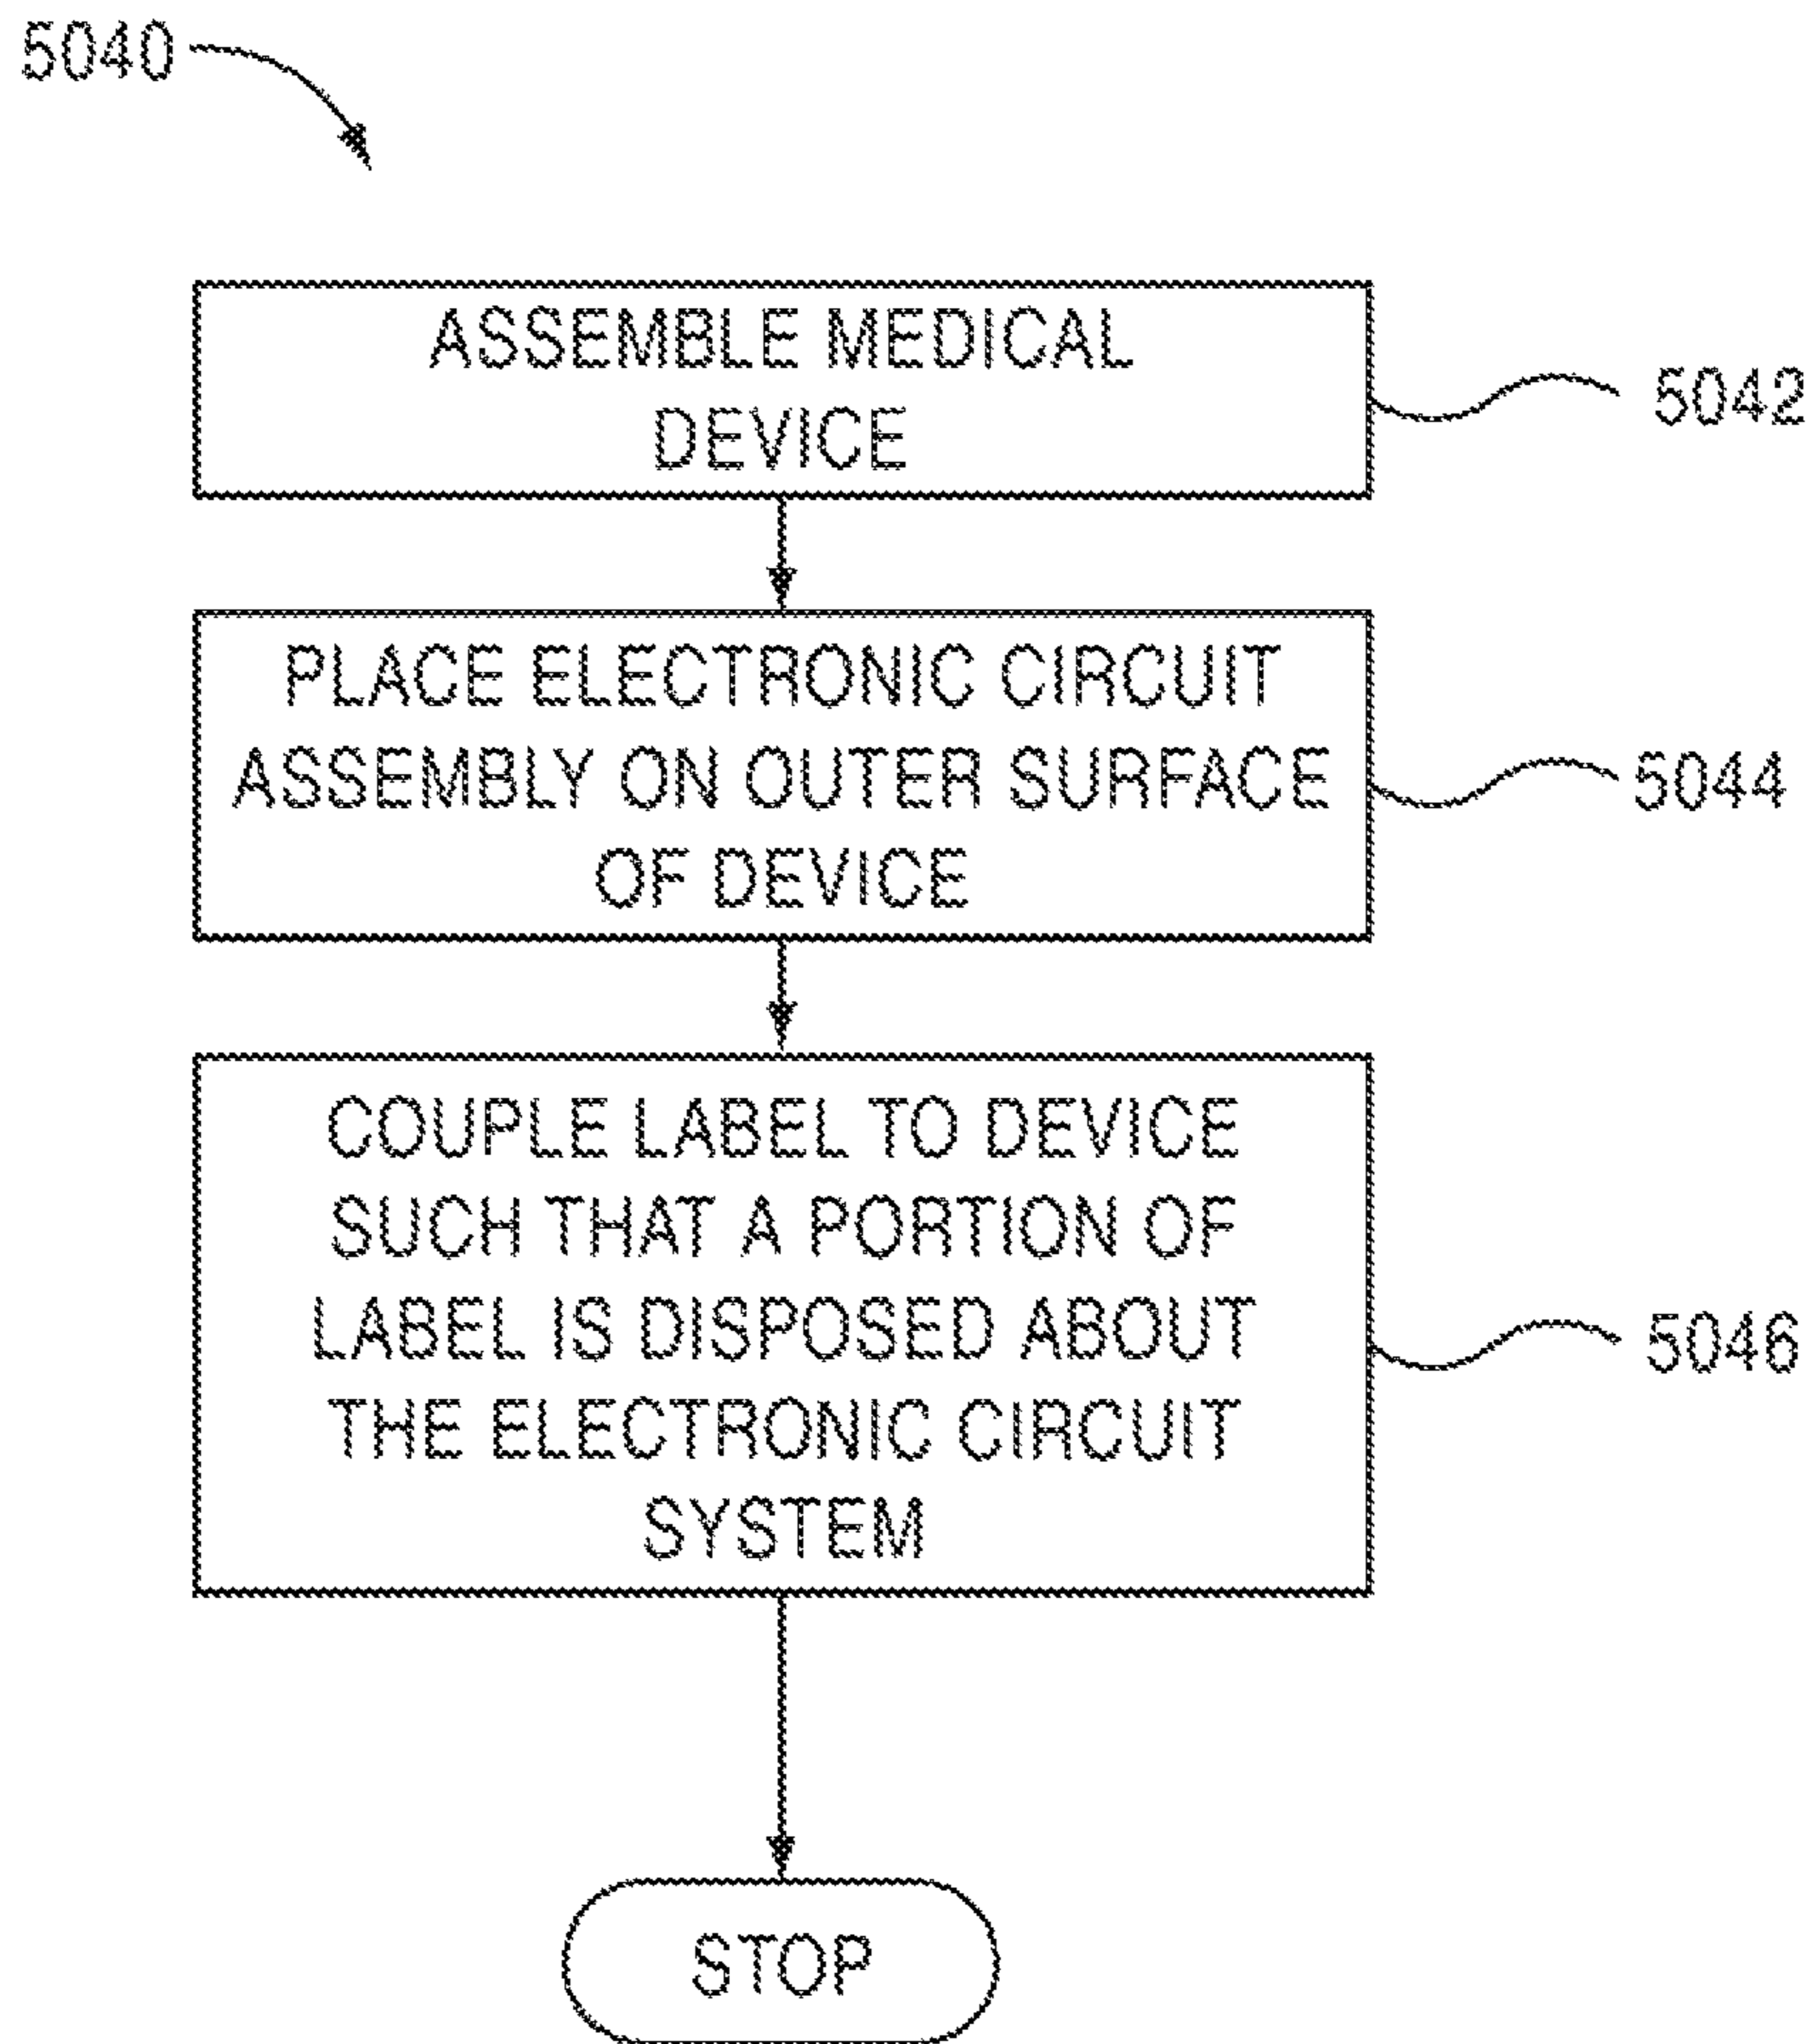 5040
ASSEMBLE MEDICAL
DEVICE
5042
PLACE ELECTRONIC CIRCUIT
ASSEMBLY ON OUTER SURFACE
OF DEVICE
5044
COUPLE LABEL TO DEVICE
SUCH THAT A PORTION OF
LABEL IS DISPOSED ABOUT
THE ELECTRONIC CIRCUIT
SYSTEM
5046
STOP